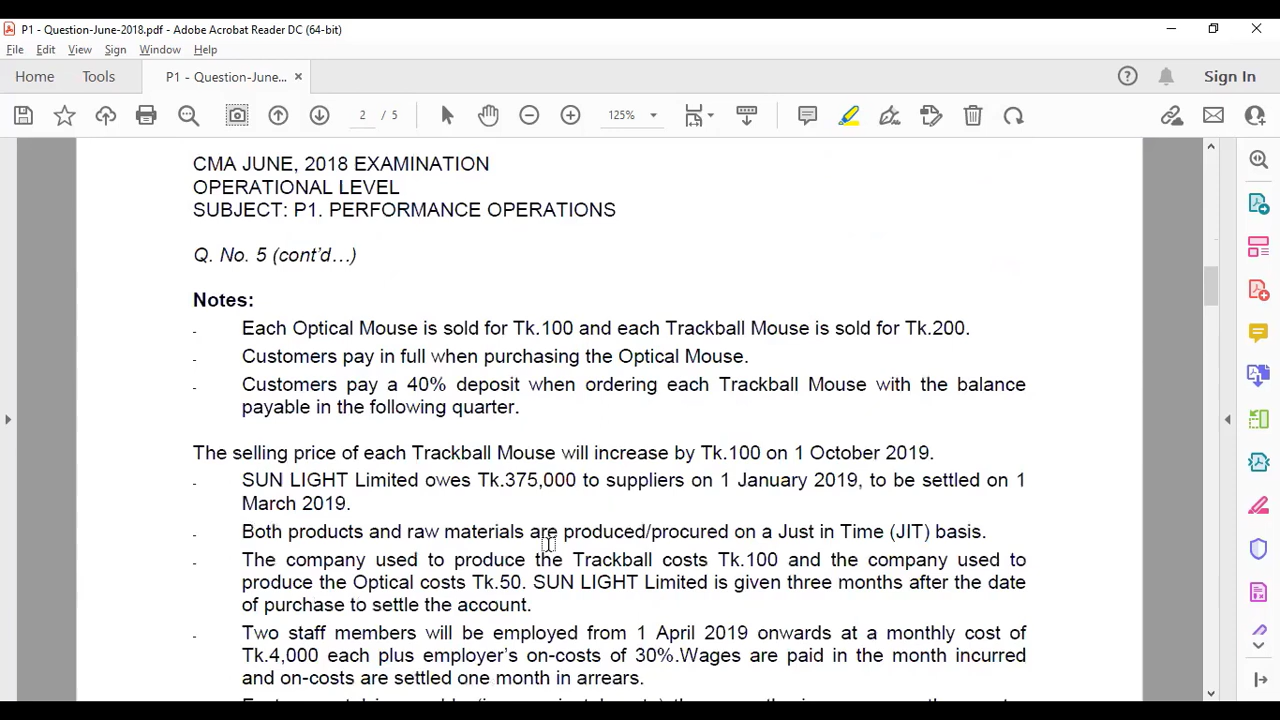 P1 - Question-June-2018.pdf - Adobe Acrobat Reader DC (64-bit)
File Edit View Sign Window Help
Home Tools P1 - Question-June... × Sign In
2 / 5 125%
CMA JUNE, 2018 EXAMINATION
OPERATIONAL LEVEL
SUBJECT: P1. PERFORMANCE OPERATIONS
Q. No. 5 (cont'd…)
Notes:
- Each Optical Mouse is sold for Tk.100 and each Trackball Mouse is sold for Tk.200.
- Customers pay in full when purchasing the Optical Mouse.
- Customers pay a 40% deposit when ordering each Trackball Mouse with the balance
payable in the following quarter.
The selling price of each Trackball Mouse will increase by Tk.100 on 1 October 2019.
- SUN LIGHT Limited owes Tk.375,000 to suppliers on 1 January 2019, to be settled on 1
March 2019.
- Both products and raw materials are produced/procured on a Just in Time (JIT) basis.
- The company used to produce the Trackball costs Tk.100 and the company used to
produce the Optical costs Tk.50. SUN LIGHT Limited is given three months after the date
of purchase to settle the account.
- Two staff members will be employed from 1 April 2019 onwards at a monthly cost of
Tk.4,000 each plus employer's on-costs of 30%.Wages are paid in the month incurred
and on-costs are settled one month in arrears.